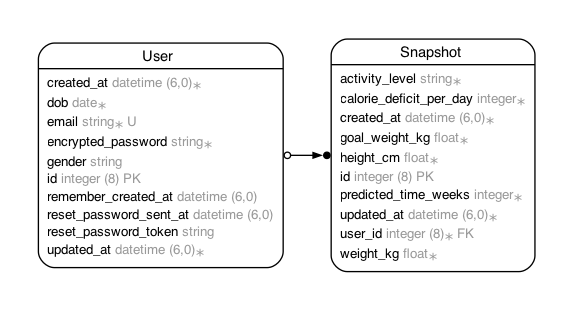 User
created_at datetime (6,0)∗
dob date∗
email string∗ U
encrypted_password string∗
gender string
id integer (8) PK
remember_created_at datetime (6,0)
reset_password_sent_at datetime (6,0)
reset_password_token string
updated_at datetime (6,0)∗
Snapshot
activity_level string∗
calorie_deficit_per_day integer∗
created_at datetime (6,0)∗
goal_weight_kg float∗
height_cm float∗
id integer (8) PK
predicted_time_weeks integer∗
updated_at datetime (6,0)∗
user_id integer (8)∗ FK
weight_kg float∗